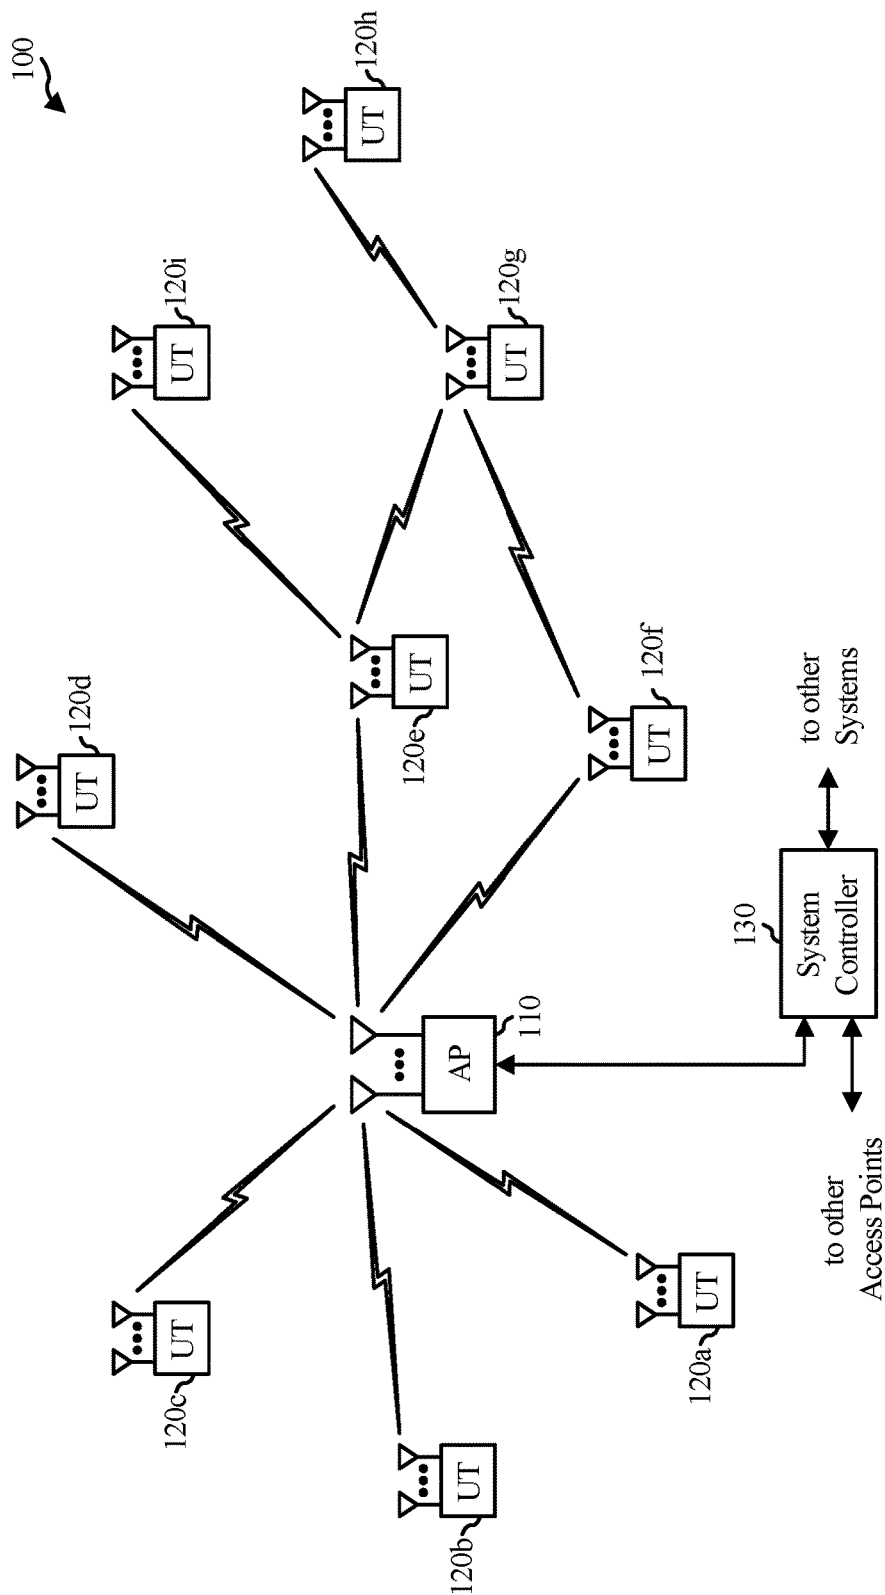 100
UT
120d
UT
120i
UT
120h
UT
120c
UT
120e
UT
120g
UT
120b
AP
110
UT
120f
UT
120a
130
System
Controller
to other
Systems
to other
Access Points